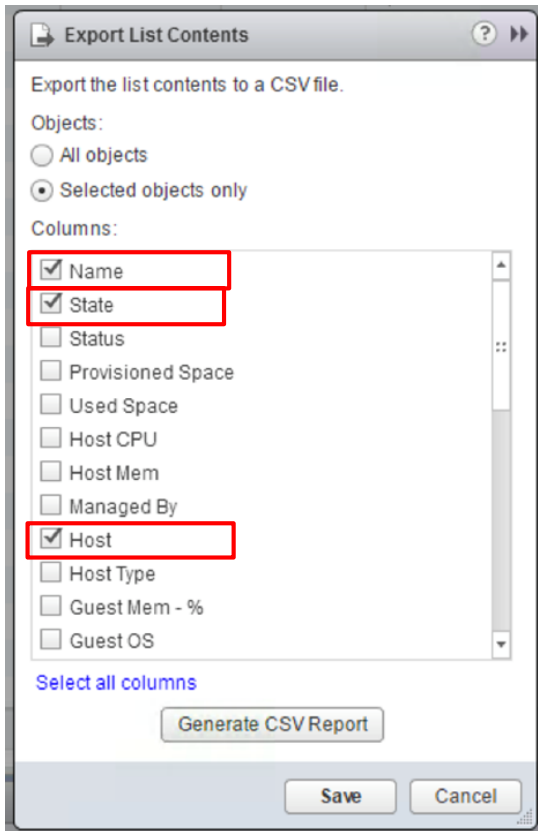 Export List Contents
?
Export the list contents to a CSV file.
Objects:
All objects
Selected objects only
Columns:
Name
State
Status
Provisioned Space
Used Space
Host CPU
Host Mem
Managed By
Host
Host Type
Guest Mem - %
Guest OS
Select all columns
Generate CSV Report
Save Cancel